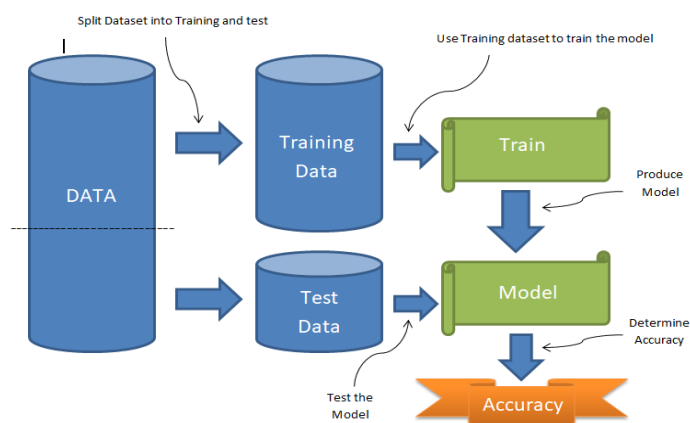 Split Dataset into Training and test
Use Training dataset to train the model
DATA
Training
Data
Train
Produce
Model
Test
Data
Model
Determine
Accuracy
Test the
Model
Accuracy